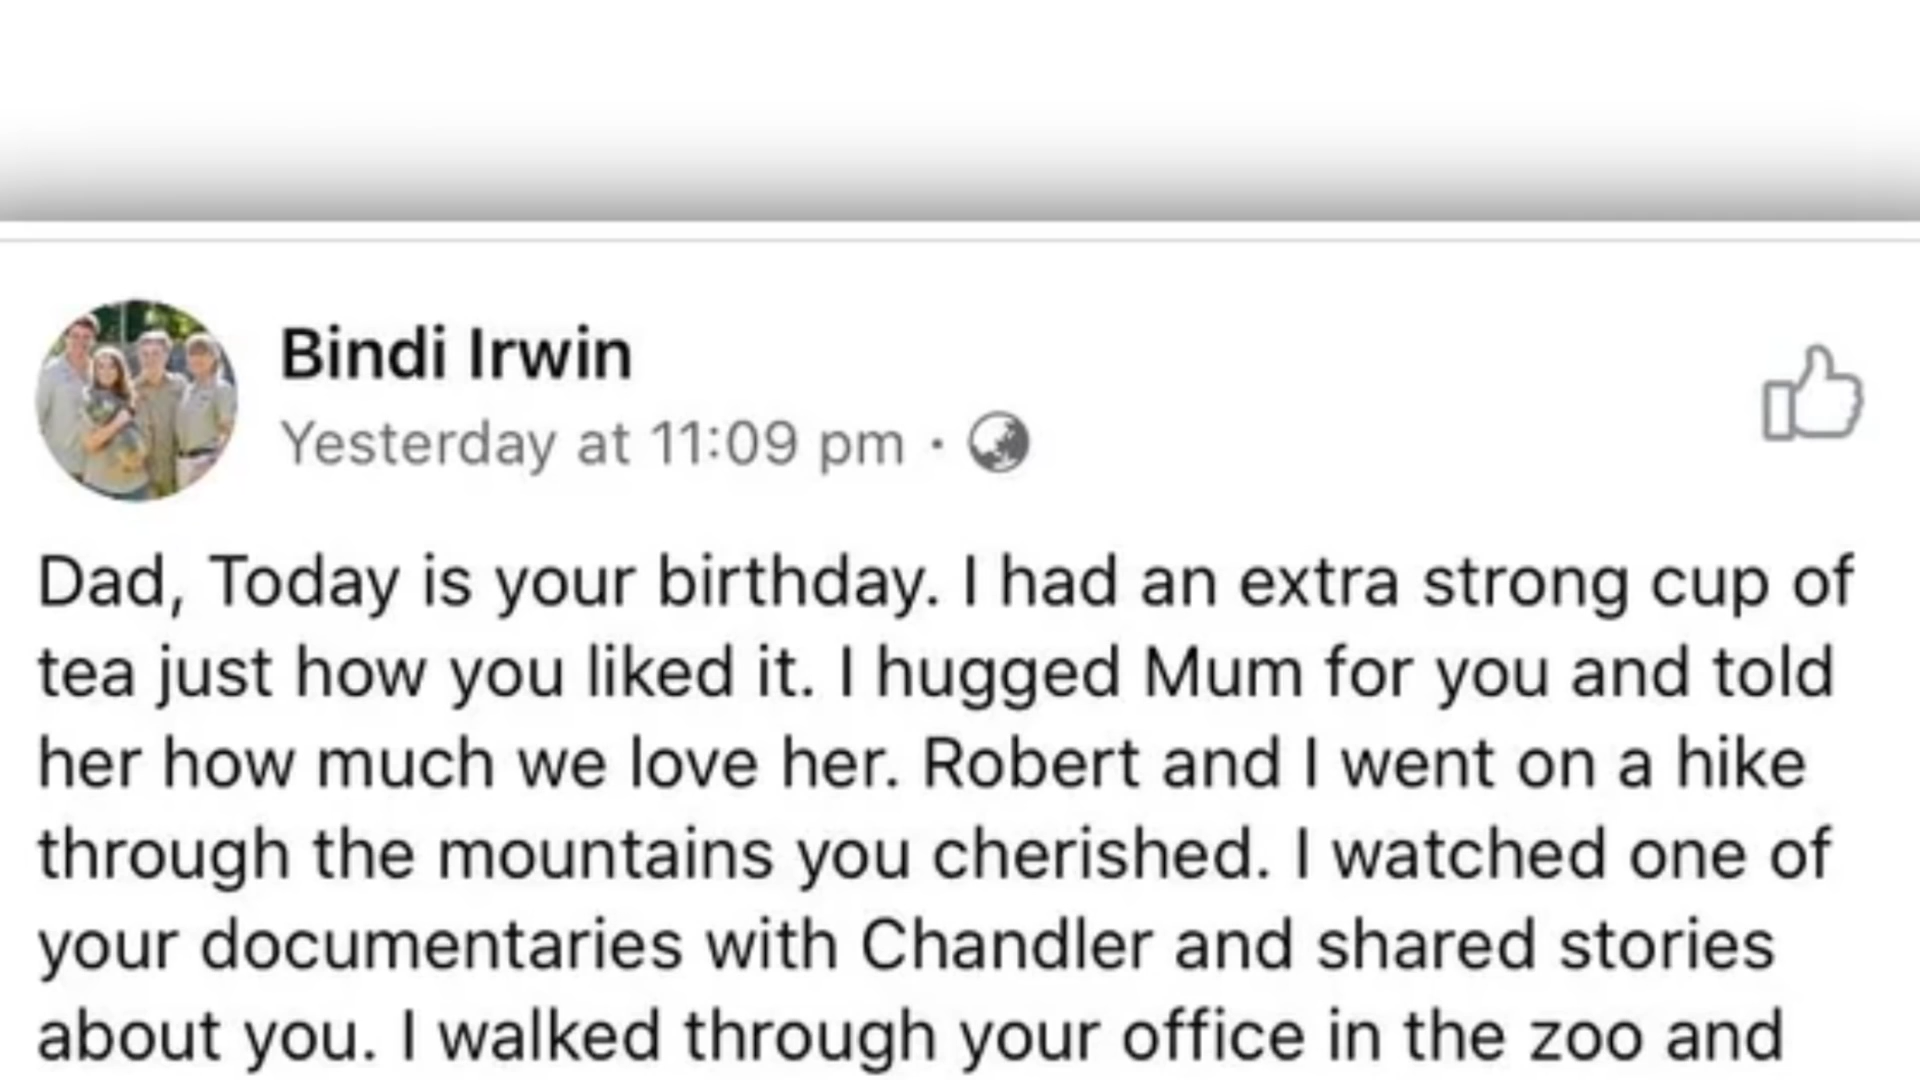 Bindi Irwin
Yesterday at 11:09 pm ·
Dad, Today is your birthday. I had an extra strong cup of
tea just how you liked it. I hugged Mum for you and told
her how much we love her. Robert and I went on a hike
through the mountains you cherished. I watched one of
your documentaries with Chandler and shared stories
about you. I walked through your office in the zoo and